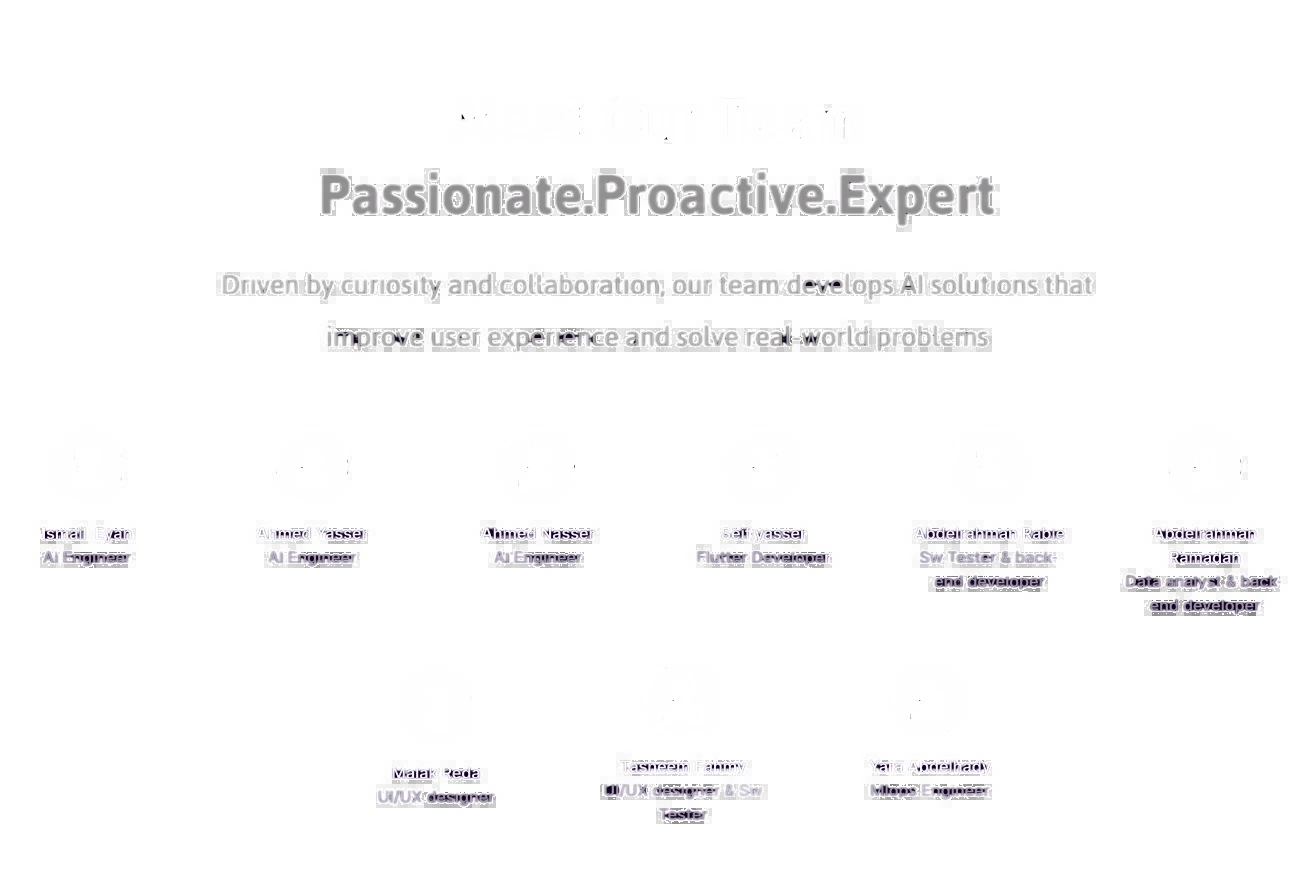 Meet Our Team
Passionate.Proactive.Expert
Driven by curiosity and collaboration, our team develops AI solutions that
improve user experience and solve real-world problems
Ismail Eyan
Ai Engineer
Ahmed Yasser
Ai Engineer
Ahmed Nasser
Ai Engineer
Seif yasser
Flutter Developer
Abdelrahman Rabie
Sw Tester & back-
end developer
Abdelrahman
Ramadan
Data analyst & back
end developer
Malak Reda
UI/UX designer
Tasneem Fahmy
UI/UX designer & Sw
Tester
Yara Abdelhady
Mlops Engineer